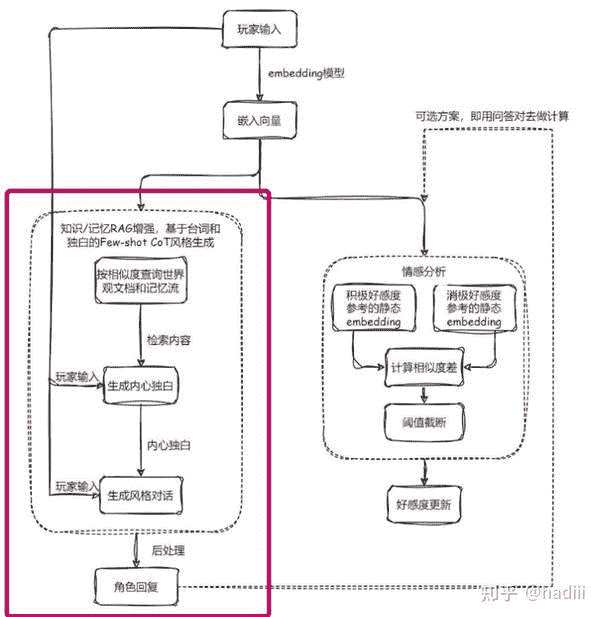 玩家输入
embedding模型
嵌入向量
可选方案，即用问答对去做计算
知识/记忆RAG增强，基于台词和
独白的Few-shot CoT风格生成
按相似度查询世界
观文档和记忆流
检索内容
玩家输入
生成内心独白
内心独白
玩家输入
生成风格对话
后处理
角色回复
情感分析
积极好感度
参考的静态
embedding
消极好感度
参考的静态
embedding
计算相似度差
阈值截断
好感度更新
知乎 @nadiii